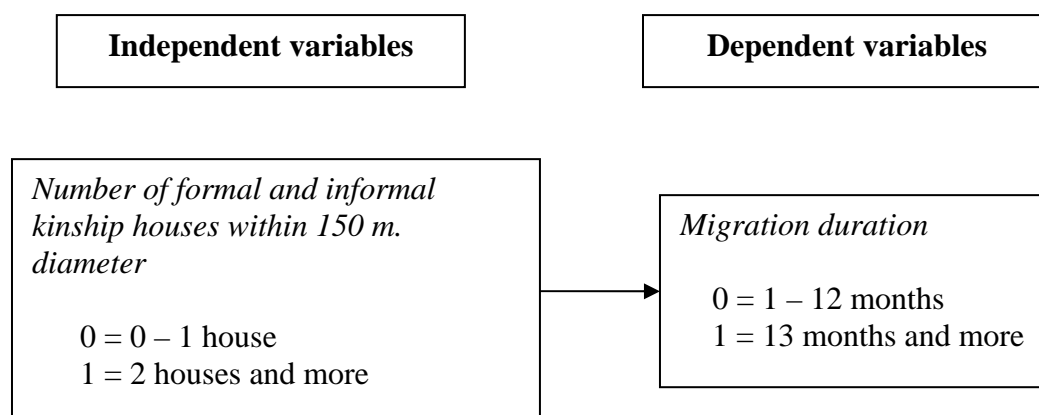 Independent variables
Dependent variables
Number of formal and informal
kinship houses within 150 m.
diameter
0 = 0 – 1 house
1 = 2 houses and more
Migration duration
0 = 1 – 12 months
1 = 13 months and more